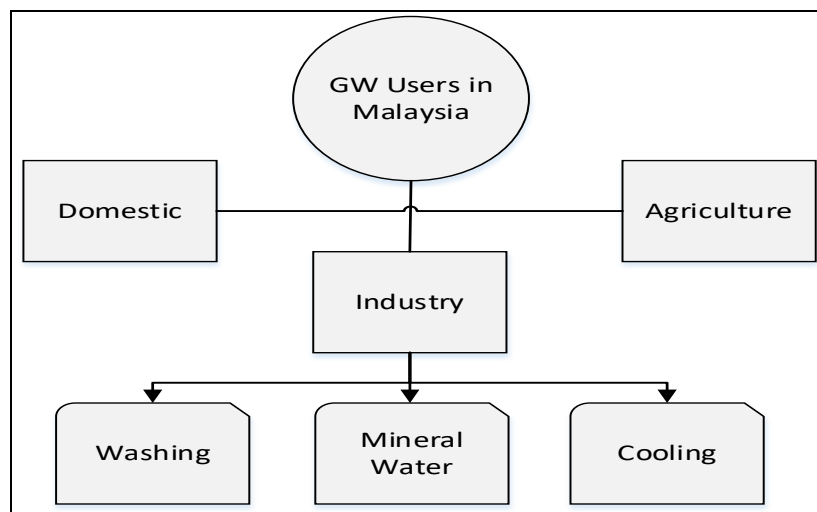 GW Users in
Malaysia
Domestic
Agriculture
Industry
Washing
Mineral
Water
Cooling